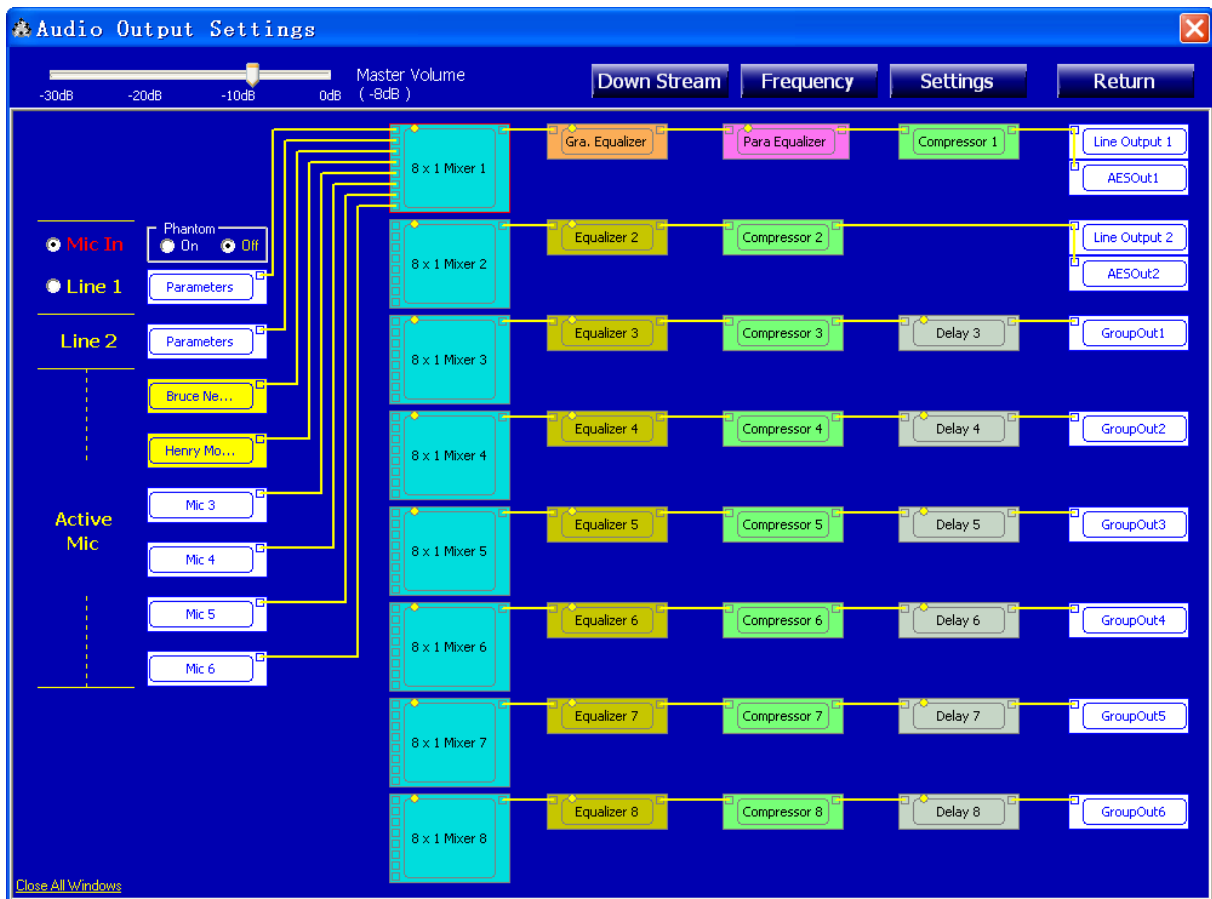 Audio Output Settings
-30dB -20dB -10dB 0dB
Master Volume
( -8dB )
Down Stream
Frequency
Settings
Return
Mic In
Phantom
On Off
Line 1
Parameters
Line 2
Parameters
Bruce Ne...
Henry Mo...
Active
Mic
Mic 3
Mic 4
Mic 5
Mic 6
8 x 1 Mixer 1
Gra. Equalizer
Para Equalizer
Compressor 1
Line Output 1
AESOut1
8 x 1 Mixer 2
Equalizer 2
Compressor 2
Line Output 2
AESOut2
8 x 1 Mixer 3
Equalizer 3
Compressor 3
Delay 3
GroupOut1
8 x 1 Mixer 4
Equalizer 4
Compressor 4
Delay 4
GroupOut2
8 x 1 Mixer 5
Equalizer 5
Compressor 5
Delay 5
GroupOut3
8 x 1 Mixer 6
Equalizer 6
Compressor 6
Delay 6
GroupOut4
8 x 1 Mixer 7
Equalizer 7
Compressor 7
Delay 7
GroupOut5
8 x 1 Mixer 8
Equalizer 8
Compressor 8
Delay 8
GroupOut6
Close All Windows